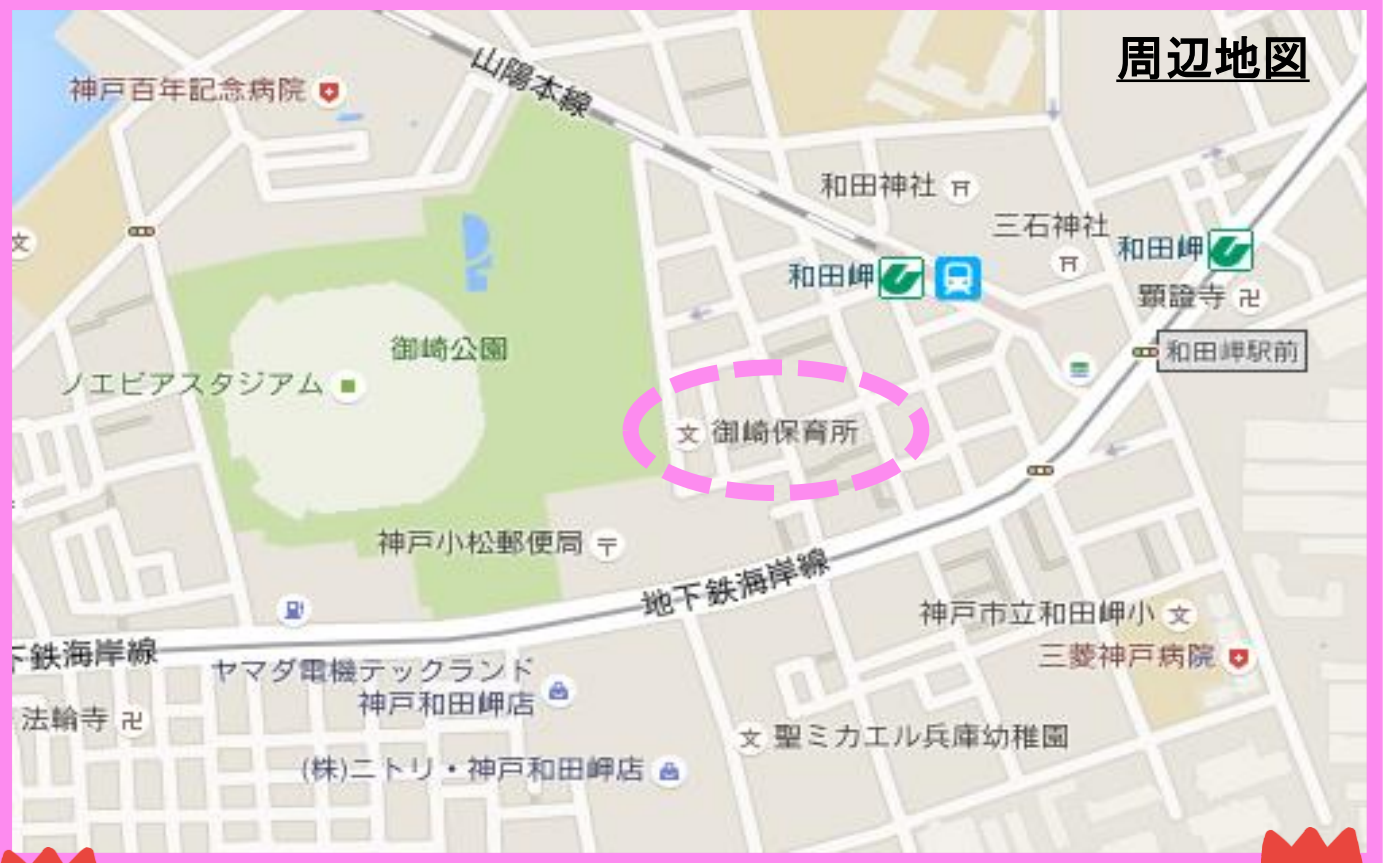 周辺地図
山陽本線
神戸百年記念病院
和田神社
三石神社
和田岬
和田岬
顕證寺
和田岬駅前
御崎公園
ノエビアスタジアム
文
文 御崎保育所
神戸小松郵便局 〒
地下鉄海岸線
神戸市立和田岬小 文
三菱神戸病院
下鉄海岸線
ヤマダ電機テックランド
神戸和田岬店
法輪寺 卍
文 聖ミカエル兵庫幼稚園
(株)ニトリ・神戸和田岬店